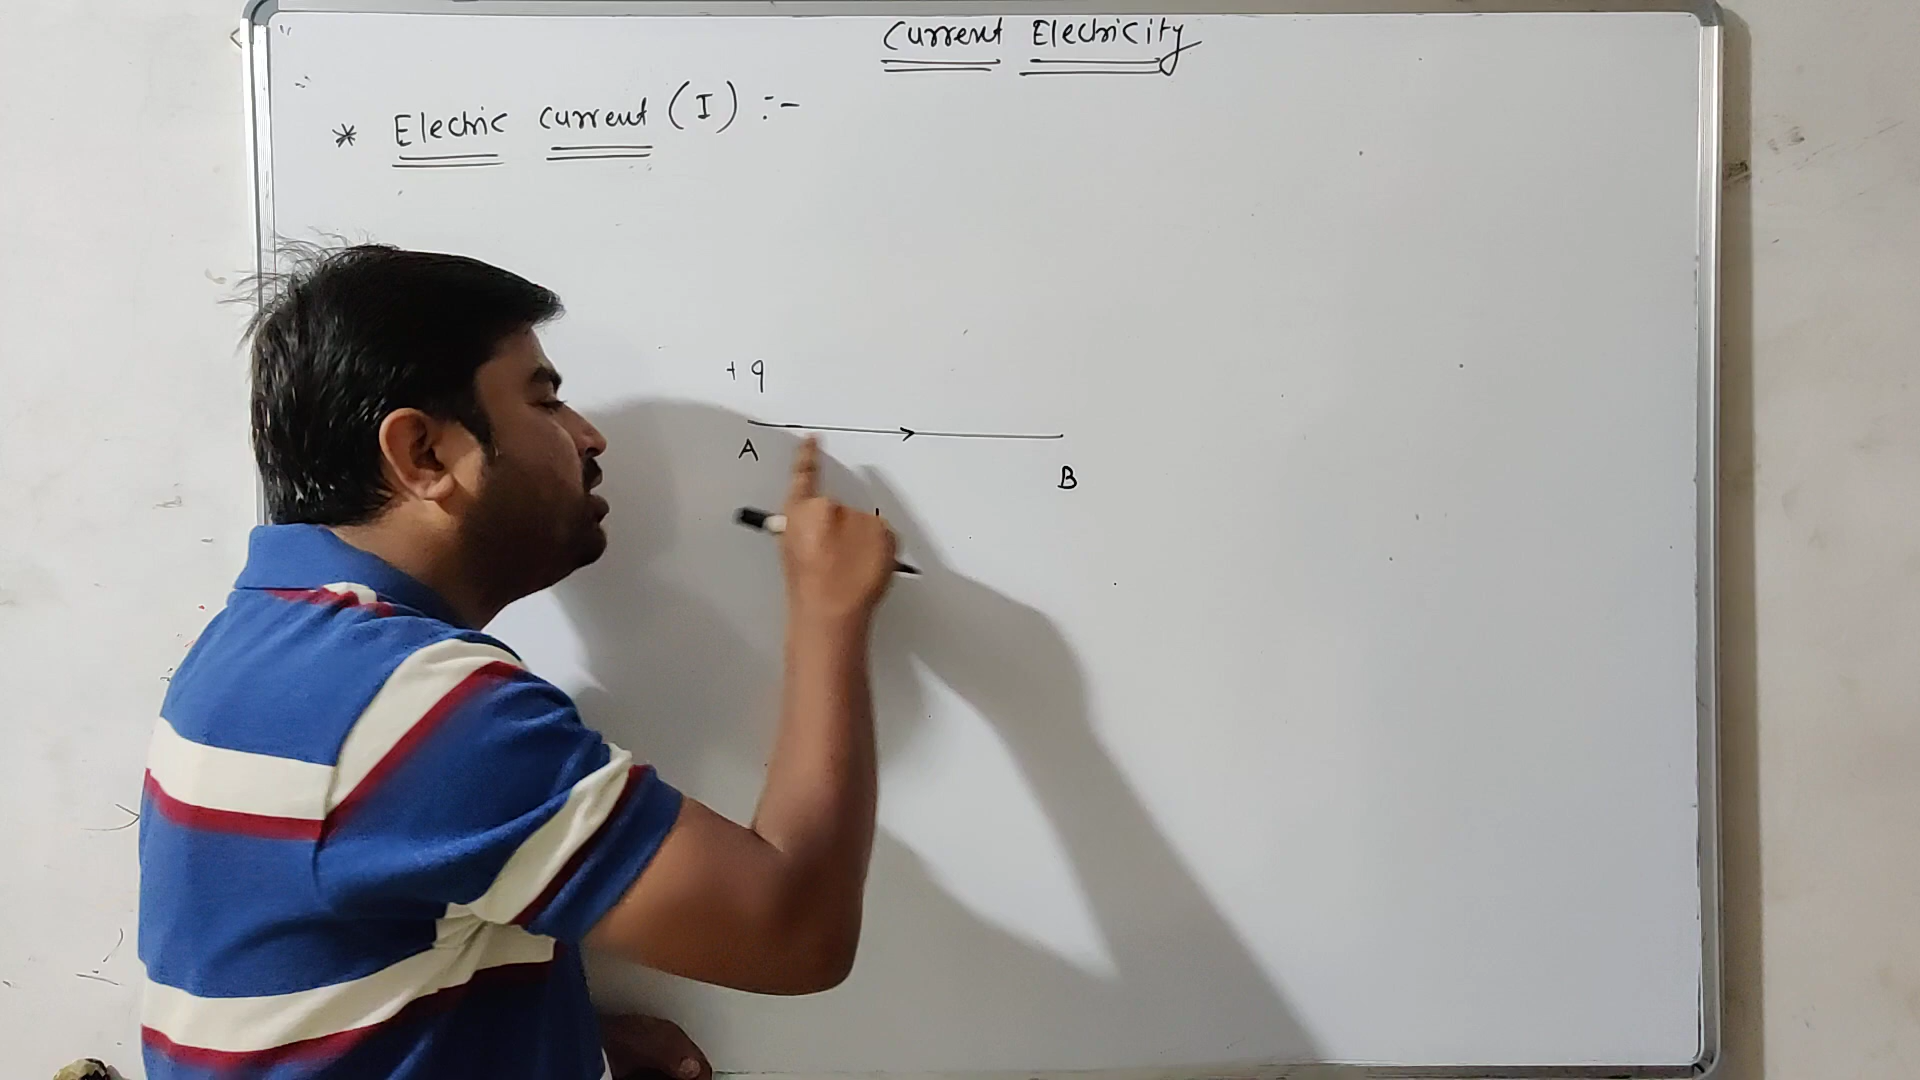 Current Electricity
* Electric Current (I) :-
+ q
A
B